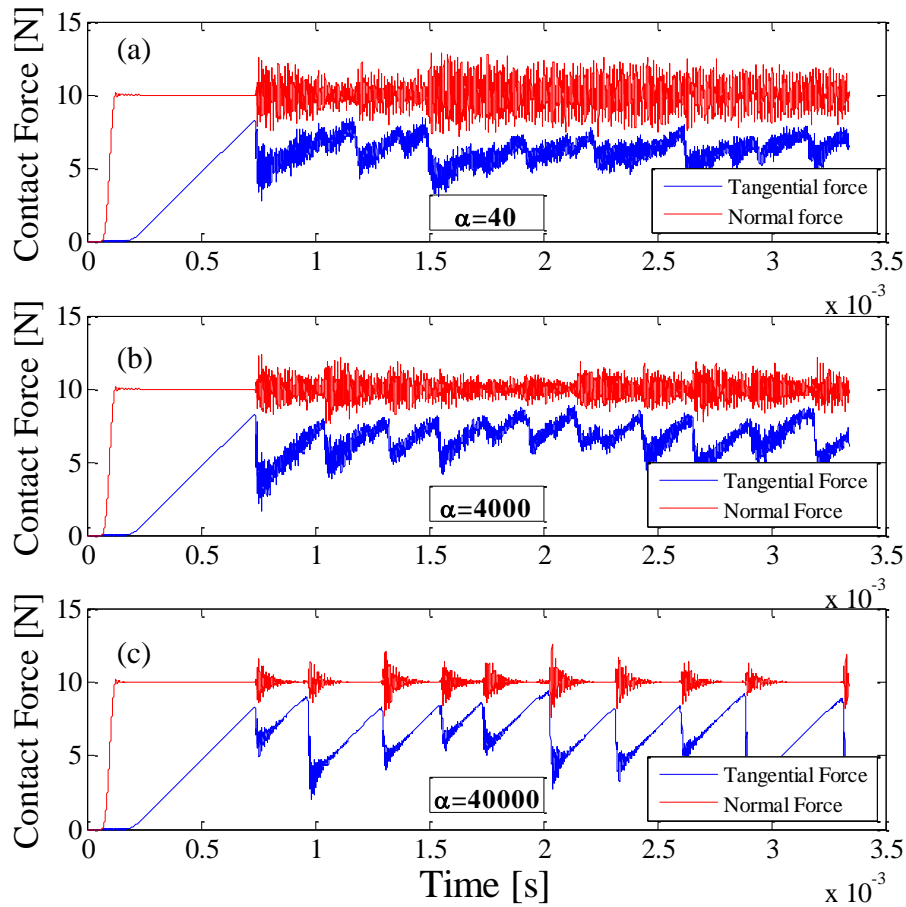 15
(a)
10
5
0
Contact Force [N]
α=40
Tangential force
Normal force
0 0.5 1 1.5 2 2.5 3 3.5
x 10⁻³
15
(b)
10
5
0
Contact Force [N]
α=4000
Tangential Force
Normal Force
0 0.5 1 1.5 2 2.5 3 3.5
x 10⁻³
15
(c)
10
5
0
Contact Force [N]
α=40000
Tangential Force
Normal Force
0 0.5 1 1.5 2 2.5 3 3.5
Time [s]
x 10⁻³